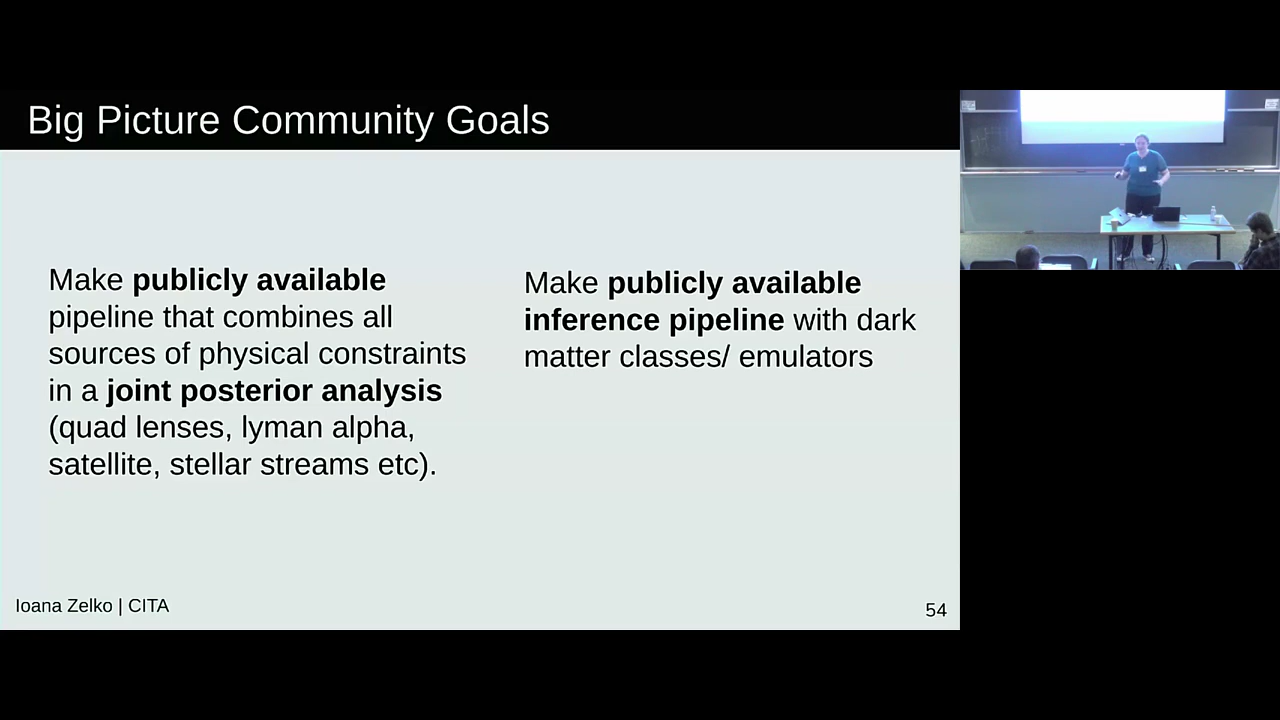 Big Picture Community Goals
Make publicly available
pipeline that combines all
sources of physical constraints
in a joint posterior analysis
(quad lenses, lyman alpha,
satellite, stellar streams etc).
Make publicly available
inference pipeline with dark
matter classes/ emulators
Ioana Zelko | CITA
54